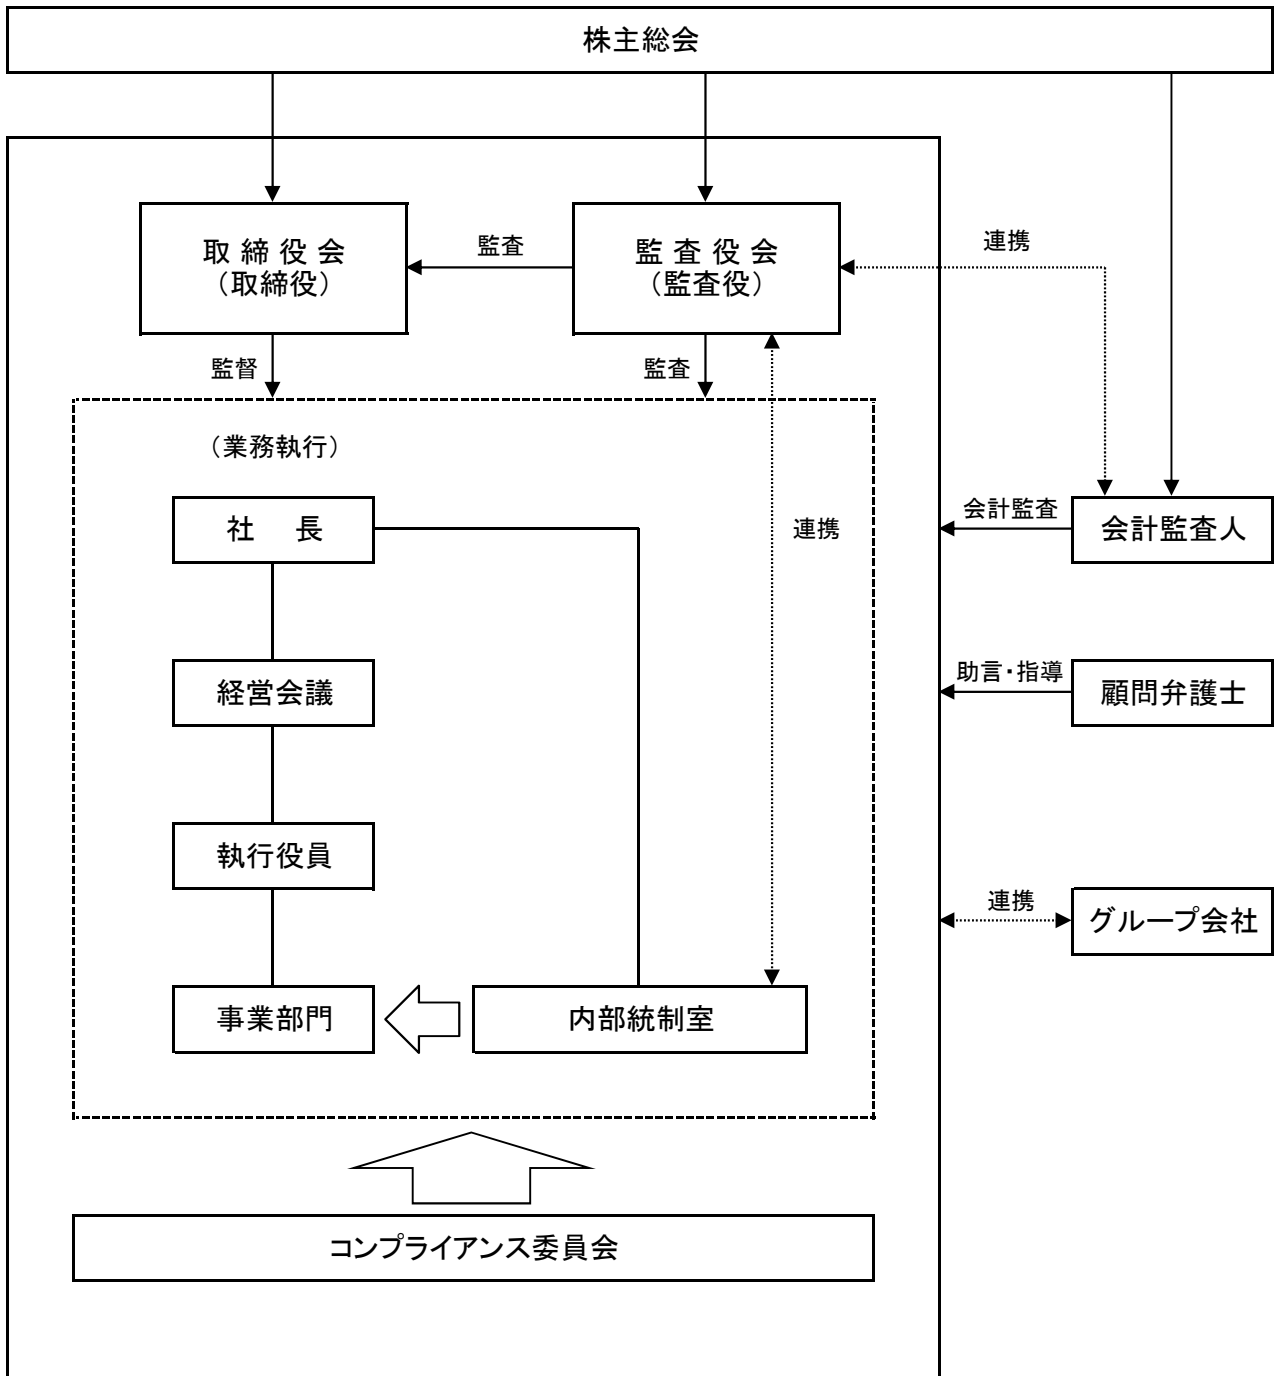 株主総会
取締役会
（取締役）
監査
監査役会
（監査役）
連携
監督
監査
（業務執行）
社　長
連携
会計監査
会計監査人
経営会議
助言・指導
顧問弁護士
執行役員
連携
グループ会社
事業部門
内部統制室
コンプライアンス委員会